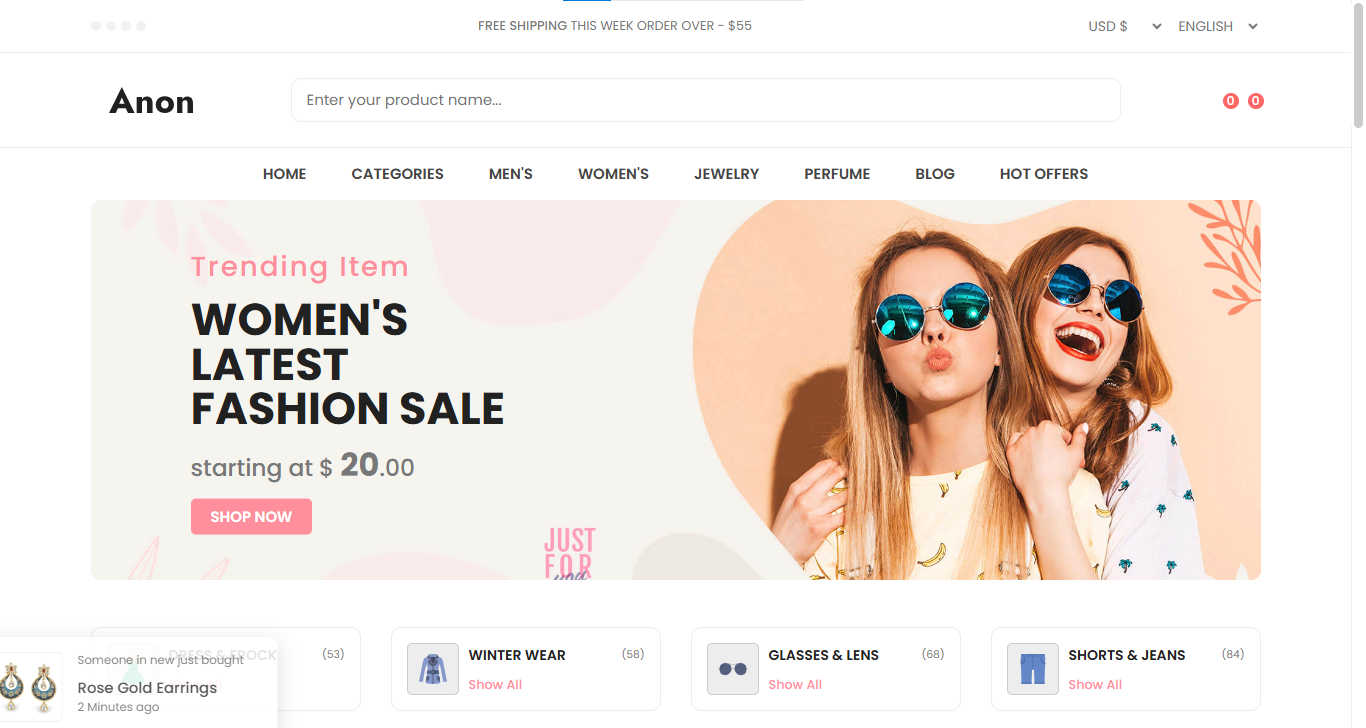 FREE SHIPPING THIS WEEK ORDER OVER - $55
USD $
ENGLISH
Anon
Enter your product name...
0
0
HOME
CATEGORIES
MEN'S
WOMEN'S
JEWELRY
PERFUME
BLOG
HOT OFFERS
Trending Item
WOMEN'S
LATEST
FASHION SALE
starting at $ 20.00
SHOP NOW
JUST
FOR
you
DRESS & FROCK
(53)
WINTER WEAR
(58)
Show All
GLASSES & LENS
(68)
Show All
SHORTS & JEANS
(84)
Show All
Someone in new just bought
Rose Gold Earrings
2 Minutes ago